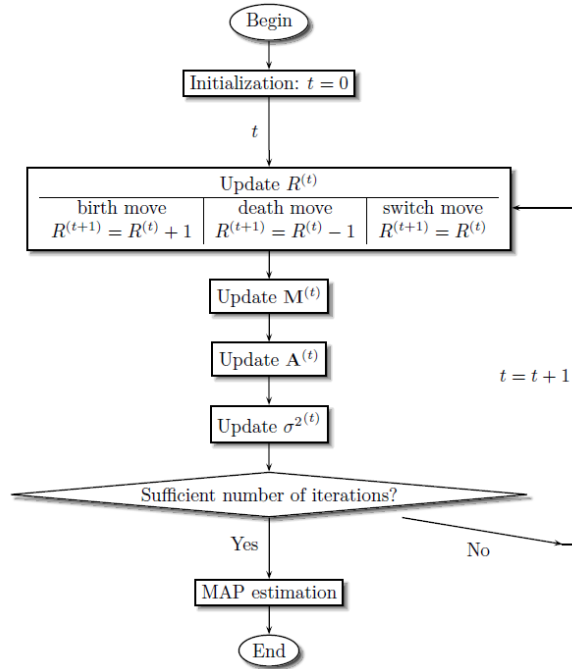 Begin
Initialization: t = 0
t
Update R^(t)
birth move death move switch move
R^(t+1) = R^(t) + 1 R^(t+1) = R^(t) − 1 R^(t+1) = R^(t)
Update M^(t)
Update A^(t)
t = t + 1
Update σ^2^(t)
Sufficient number of iterations?
Yes
No
MAP estimation
End